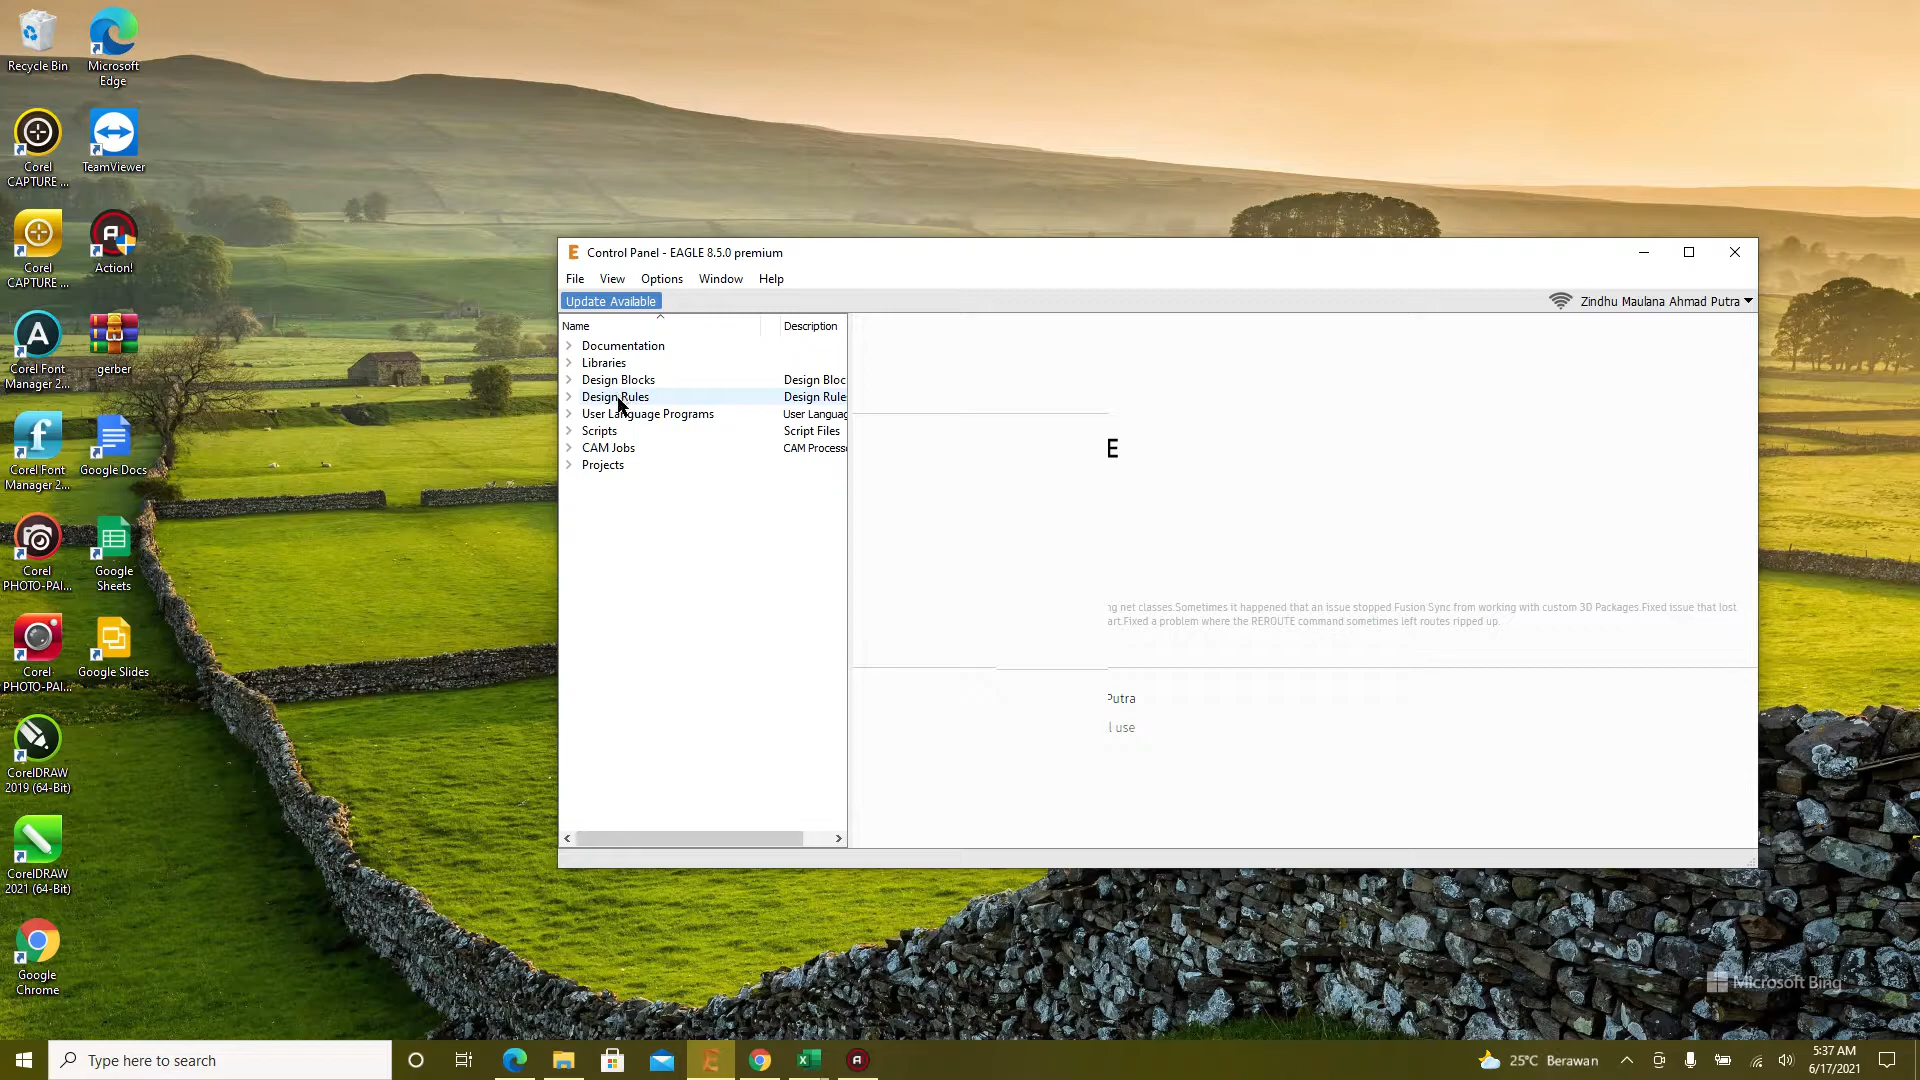 Recycle Bin
Microsoft
Edge
Corel
CAPTURE ...
TeamViewer
Corel
CAPTURE ...
Action!
Corel Font
Manager 2...
gerber
Corel Font
Manager 2...
Google Docs
Corel
PHOTO-PAI...
Google
Sheets
Corel
PHOTO-PAI...
Google Slides
CorelDRAW
2019 (64-Bit)
CorelDRAW
2021 (64-Bit)
Google
Chrome
Control Panel - EAGLE 8.5.0 premium
File View Options Window Help
Update Available
Zindhu Maulana Ahmad Putra
Name Description
Documentation
Libraries
Design Blocks Design Bloc
Design Rules Design Rule
User Language Programs User Languag
Scripts Script Files
CAM Jobs CAM Process
Projects
E
ng net classes.Sometimes it happened that an issue stopped Fusion Sync from working with custom 3D Packages.Fixed issue that lost
art.Fixed a problem where the REROUTE command sometimes left routes ripped up.
Putra
l use
Microsoft Bing
Type here to search
25°C Berawan
5:37 AM
6/17/2021